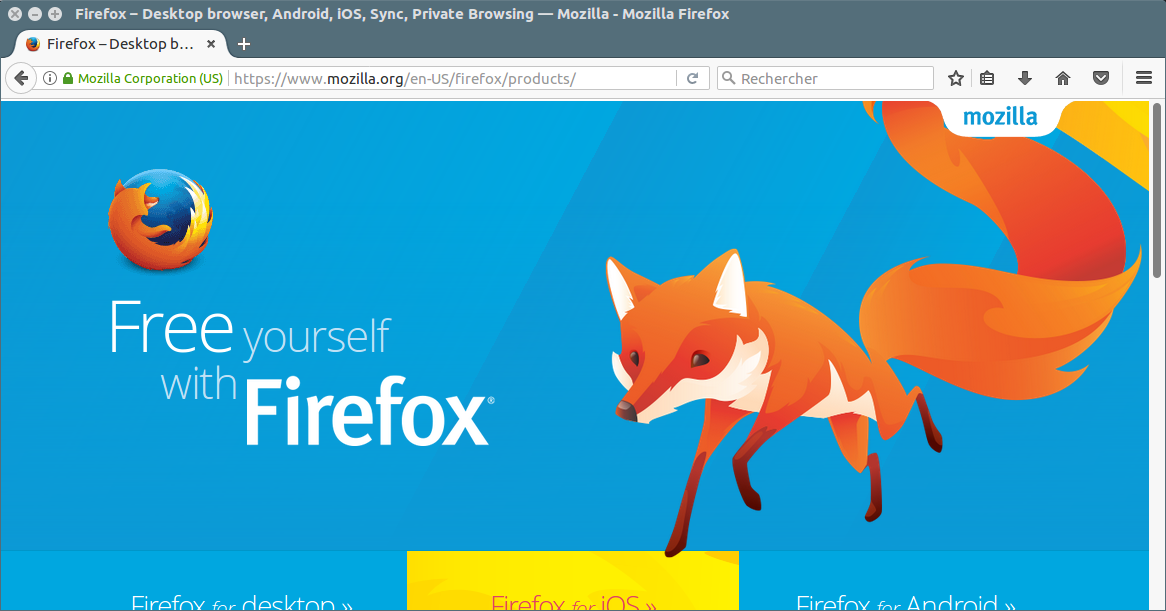 Firefox – Desktop browser, Android, iOS, Sync, Private Browsing — Mozilla - Mozilla Firefox
Firefox – Desktop b...
Mozilla Corporation (US)
https://www.mozilla.org/en-US/firefox/products/
Rechercher
mozilla
Free yourself
with Firefox®
Firefox for desktop »
Firefox for iOS »
Firefox for Android »